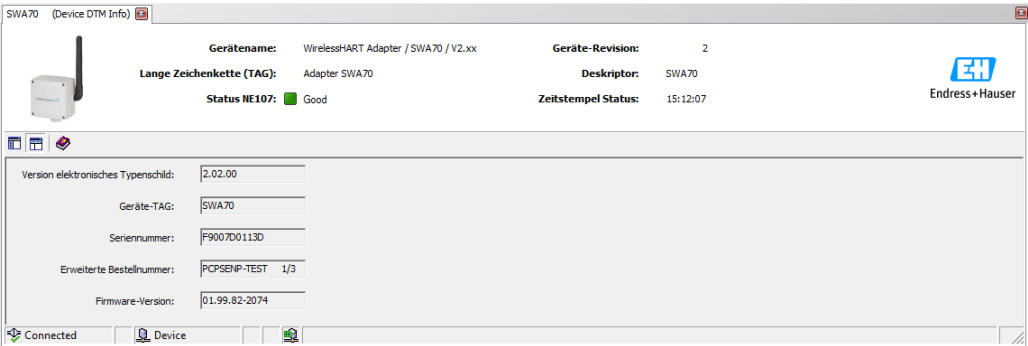 SWA70 (Device DTM Info)
Gerätename: WirelessHART Adapter / SWA70 / V2.xx Geräte-Revision: 2
Lange Zeichenkette (TAG): Adapter SWA70 Deskriptor: SWA70
Status NE107: Good Zeitstempel Status: 15:12:07
EH
Endress+Hauser
Version elektronisches Typenschild: 2.02.00
Geräte-TAG: SWA70
Seriennummer: F9007D0113D
Erweiterte Bestellnummer: PCPSENP-TEST 1/3
Firmware-Version: 01.99.82-2074
Connected Device